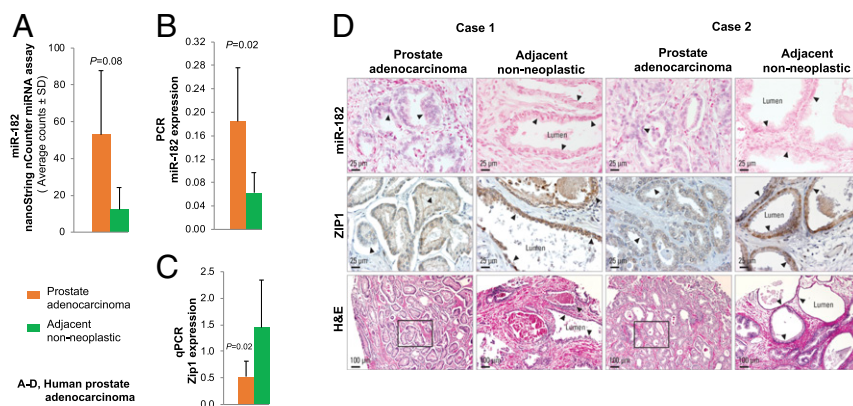 A
miR-182
nanoString nCounter miRNA assay
( Average counts ± SD)
100
80
60
40
20
0
P=0.08
B
PCR
miR-182 expression
0.32
0.28
0.24
0.20
0.16
0.12
0.08
0.04
0.00
P=0.02
C
qPCR
Zip1 expression
2.5
2.0
1.5
1.0
0.5
0.0
P=0.02
Prostate
adenocarcinoma
Adjacent
non-neoplastic
A-D, Human prostate
adenocarcinoma
D
Case 1
Case 2
Prostate
adenocarcinoma
Adjacent
non-neoplastic
Prostate
adenocarcinoma
Adjacent
non-neoplastic
miR-182
25 µm
Lumen
25 µm
25 µm
Lumen
25 µm
ZIP1
25 µm
Lumen
25 µm
25 µm
Lumen
25 µm
H&E
100 µm
Lumen
100 µm
100 µm
Lumen
100 µm